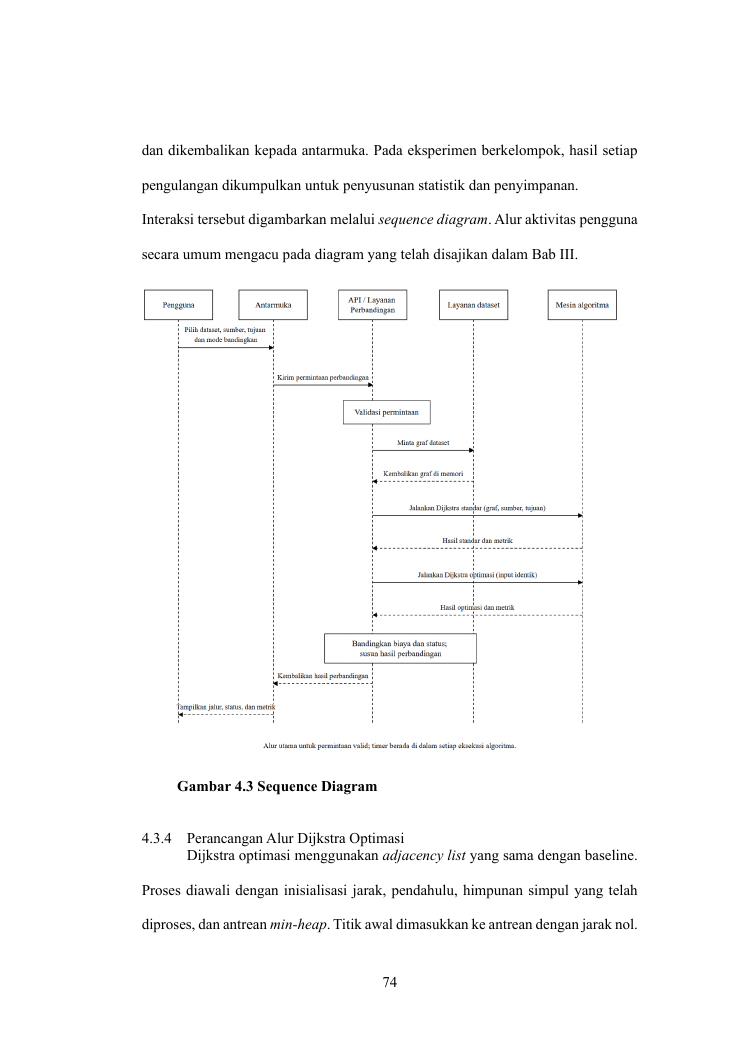 dan dikembalikan kepada antarmuka. Pada eksperimen berkelompok, hasil setiap
pengulangan dikumpulkan untuk penyusunan statistik dan penyimpanan.
Interaksi tersebut digambarkan melalui sequence diagram. Alur aktivitas pengguna
secara umum mengacu pada diagram yang telah disajikan dalam Bab III.
Pengguna
Antarmuka
API / Layanan
Perbandingan
Layanan dataset
Mesin algoritma
Pilih dataset, sumber, tujuan
dan mode bandingkan
Kirim permintaan perbandingan
Validasi permintaan
Minta graf dataset
Kembalikan graf di memori
Jalankan Dijkstra standar (graf, sumber, tujuan)
Hasil standar dan metrik
Jalankan Dijkstra optimasi (input identik)
Hasil optimasi dan metrik
Bandingkan biaya dan status;
susun hasil perbandingan
Kembalikan hasil perbandingan
Tampilkan jalur, status, dan metrik
Alur utama untuk permintaan valid; timer berada di dalam setiap eksekusi algoritma.
Gambar 4.3 Sequence Diagram
4.3.4 Perancangan Alur Dijkstra Optimasi
Dijkstra optimasi menggunakan adjacency list yang sama dengan baseline.
Proses diawali dengan inisialisasi jarak, pendahulu, himpunan simpul yang telah
diproses, dan antrean min-heap. Titik awal dimasukkan ke antrean dengan jarak nol.
74